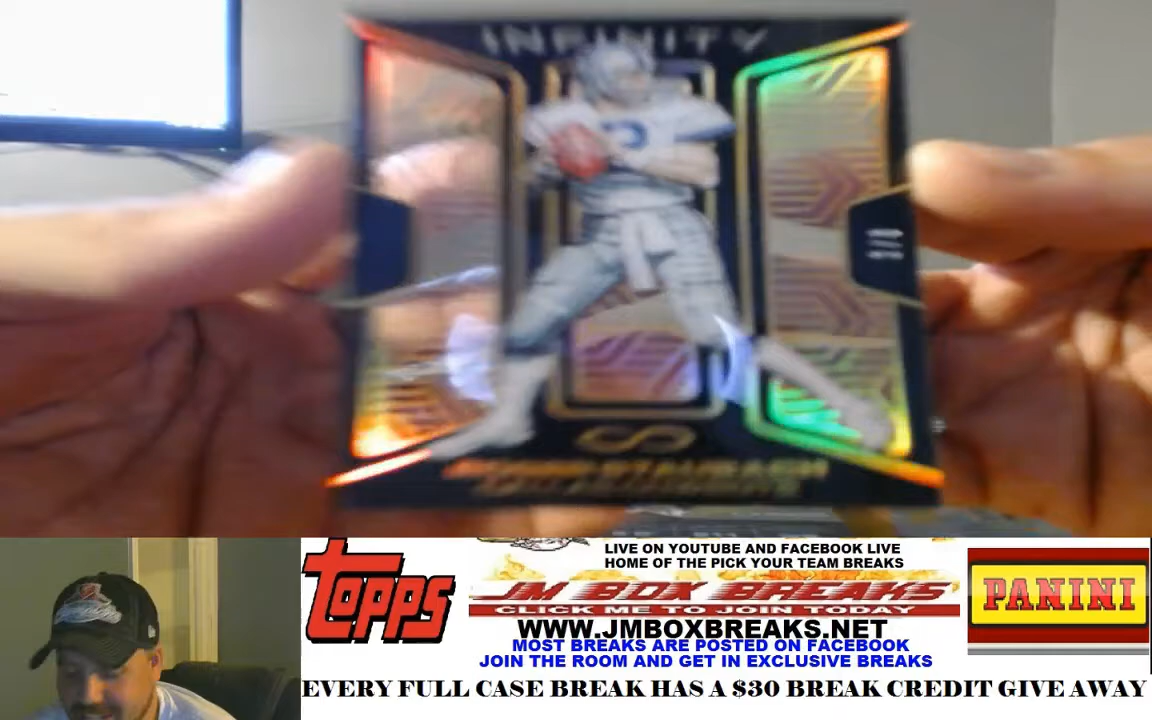 INFINITY
ROGER STAUBACH
TOPPS
LIVE ON YOUTUBE AND FACEBOOK LIVE
HOME OF THE PICK YOUR TEAM BREAKS
JM BOX BREAKS
CLICK ME TO JOIN TODAY
WWW.JMBOXBREAKS.NET
MOST BREAKS ARE POSTED ON FACEBOOK
JOIN THE ROOM AND GET IN EXCLUSIVE BREAKS
PANINI
EVERY FULL CASE BREAK HAS A $30 BREAK CREDIT GIVE AWAY